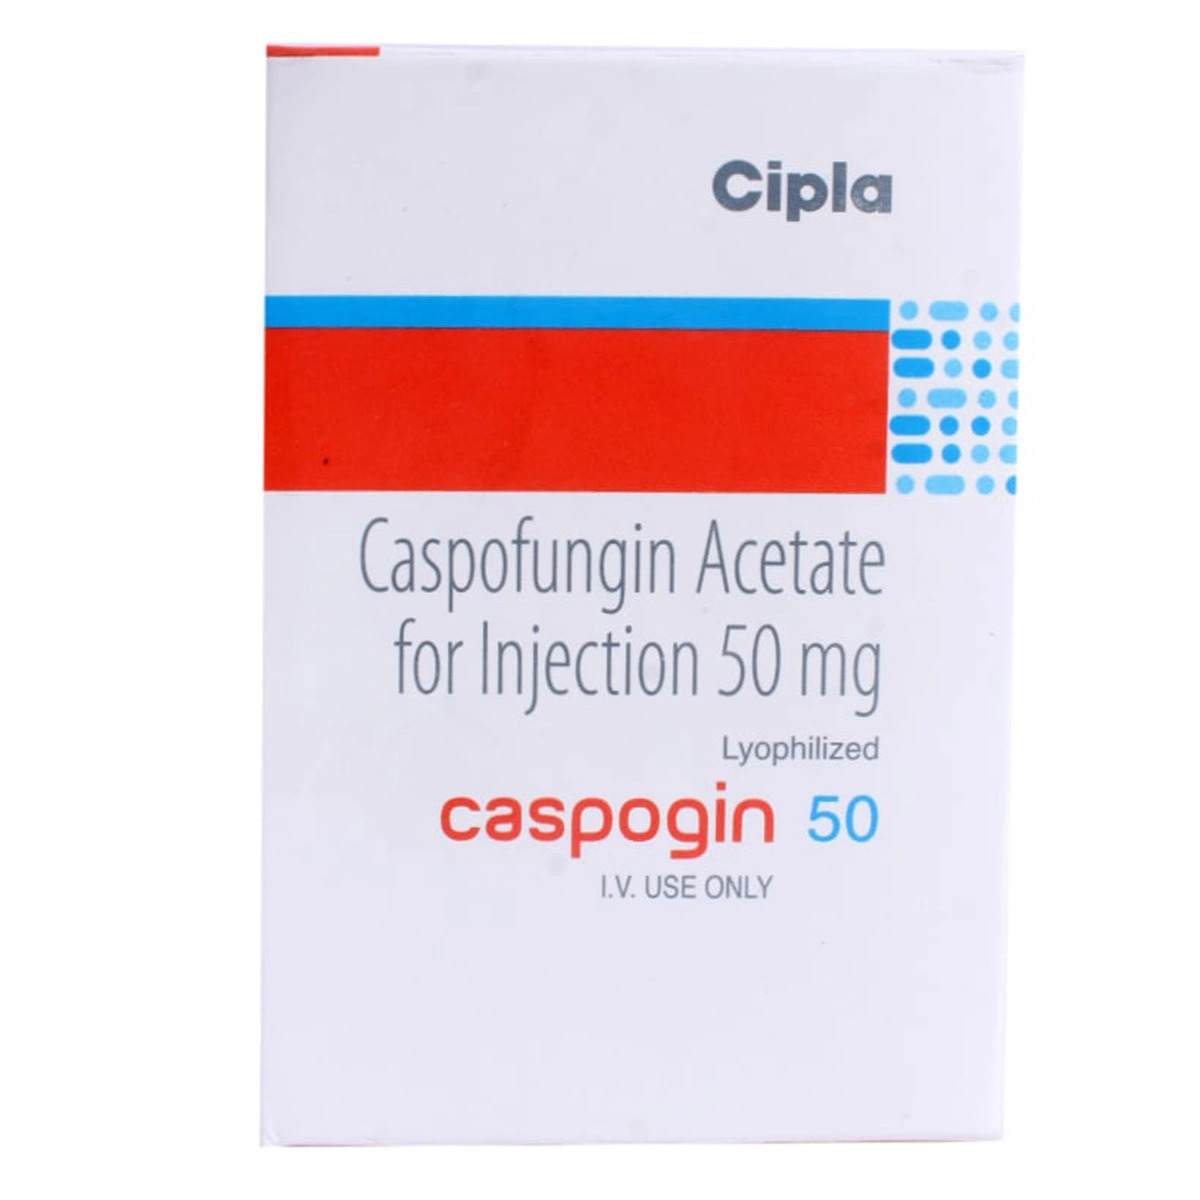 Cipla
Caspofungin Acetate
for Injection 50 mg
Lyophilized
caspogin 50
I.V. USE ONLY